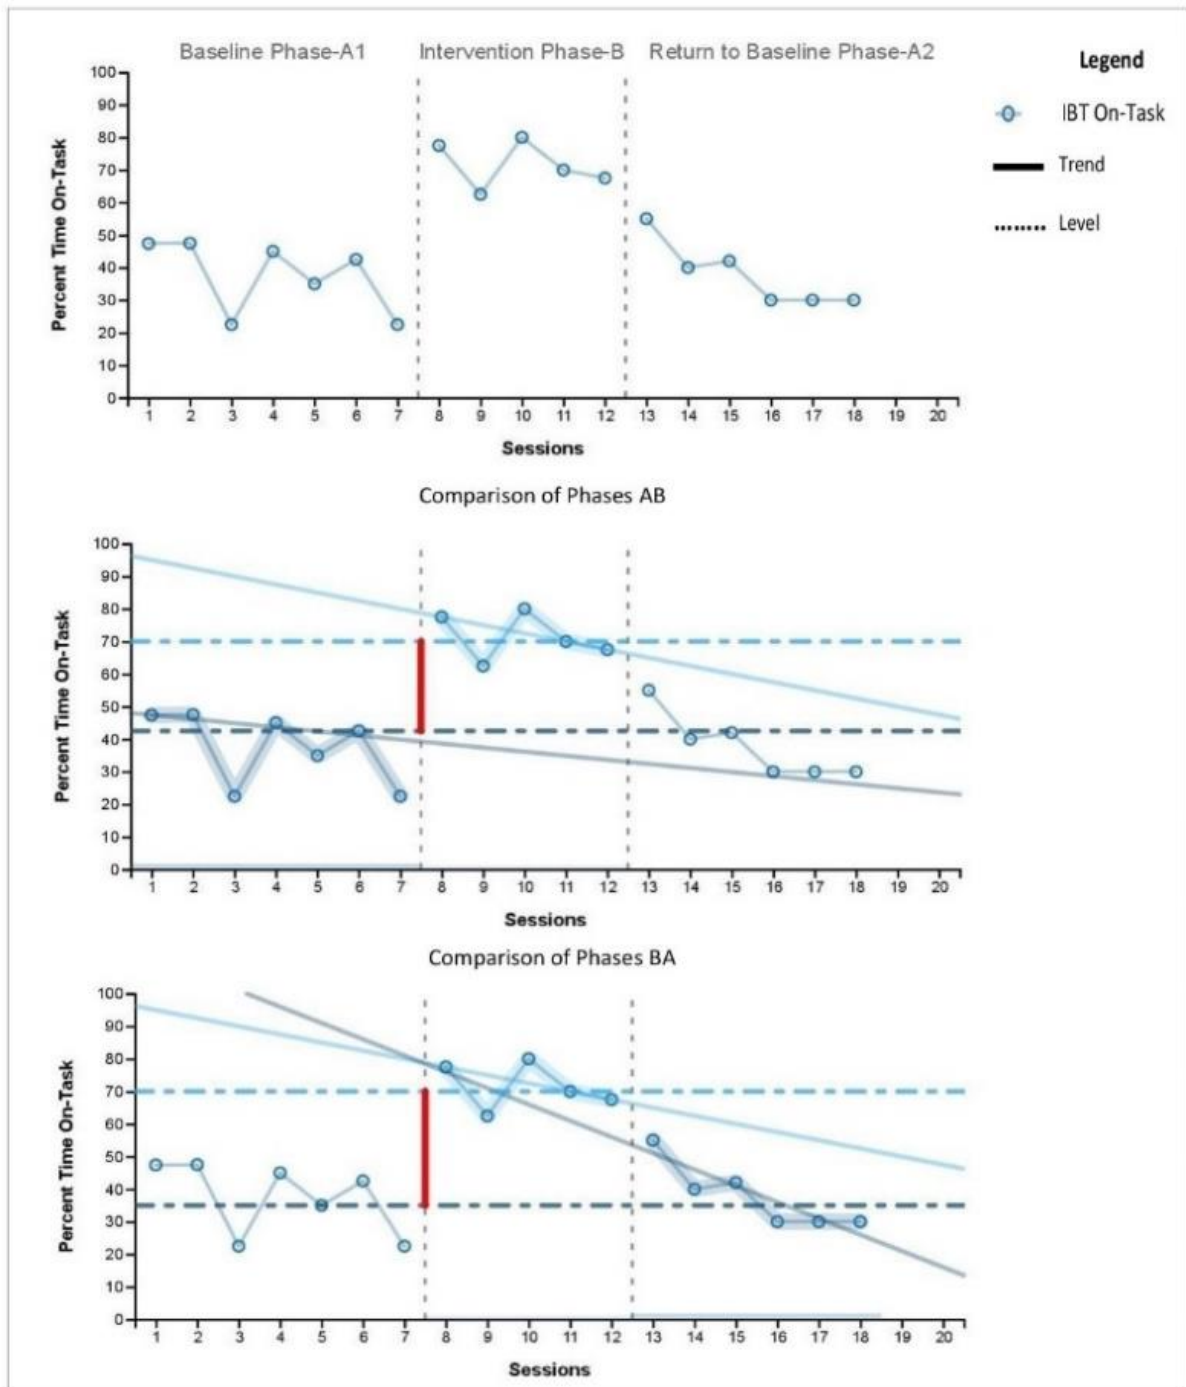 Baseline Phase-A1 Intervention Phase-B Return to Baseline Phase-A2
Legend
IBT On-Task
Trend
Level
Percent Time On-Task
100
90
80
70
60
50
40
30
20
10
0
1 2 3 4 5 6 7 8 9 10 11 12 13 14 15 16 17 18 19 20
Sessions
Comparison of Phases AB
Percent Time On-Task
100
90
80
70
60
50
40
30
20
10
0
1 2 3 4 5 6 7 8 9 10 11 12 13 14 15 16 17 18 19 20
Sessions
Comparison of Phases BA
Percent Time On-Task
100
90
80
70
60
50
40
30
20
10
0
1 2 3 4 5 6 7 8 9 10 11 12 13 14 15 16 17 18 19 20
Sessions